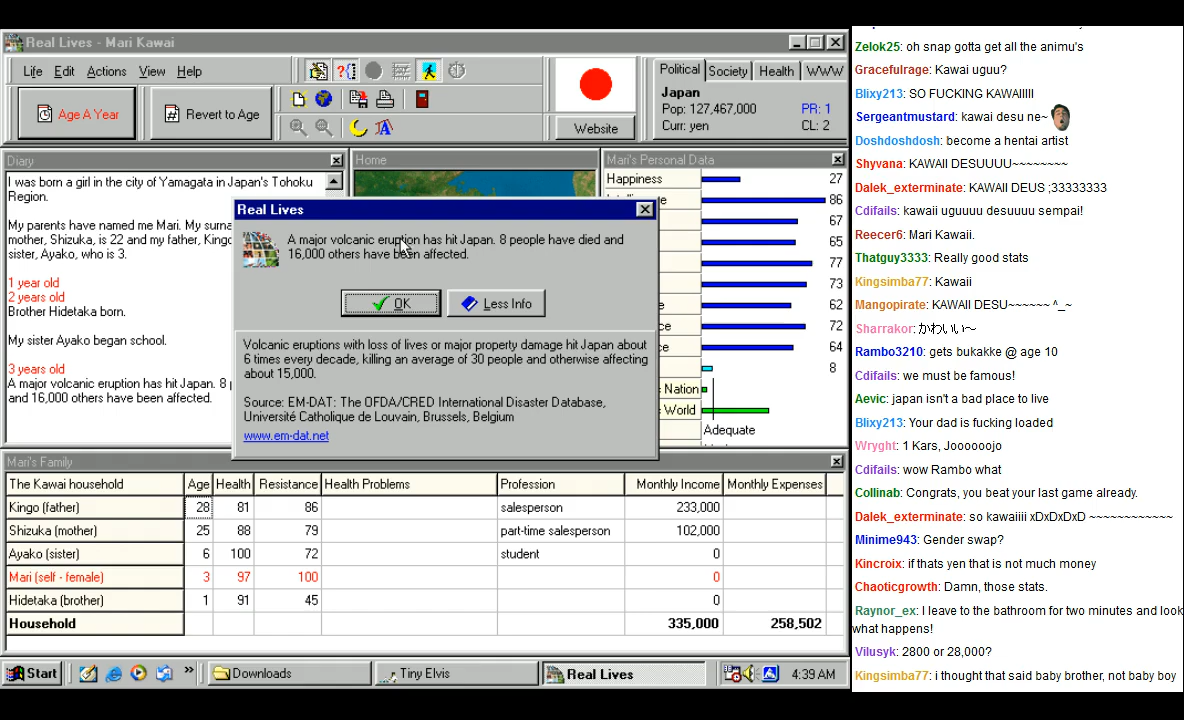 Real Lives - Mari Kawai
Life Edit Actions View Help
Age A Year
Revert to Age
Website
Political Society Health WWW
Japan
Pop: 127,467,000 PR: 1
Curr: yen CL: 2
Diary
I was born a girl in the city of Yamagata in Japan's Tohoku
Region.
My parents have named me Mari. My
mother, Shizuka, is 22 and my father,
sister, Ayako, who is 3.
1 year old
2 years old
Brother Hidetaka born.
My sister Ayako began school.
3 years old
A major volcanic eruption has hit Japan. 8
and 16,000 others have been affected.
Home
Real Lives
A major volcanic eruption has hit Japan. 8 people have died and
16,000 others have been affected.
OK
Less Info
Volcanic eruptions with loss of lives or major property damage hit Japan about
6 times every decade, killing an average of 30 people and otherwise affecting
about 15,000.
Source: EM-DAT: The OFDA/CRED International Disaster Database,
Université Catholique de Louvain, Brussels, Belgium
www.em-dat.net
Mari's Personal Data
Happiness 27
86
67
65
77
73
62
72
64
8
Nation
World
Adequate
Mari's Family
The Kawai household Age Health Resistance Health Problems Profession Monthly Income Monthly Expenses
Kingo (father) 28 81 86 salesperson 233,000
Shizuka (mother) 25 88 79 part-time salesperson 102,000
Ayako (sister) 6 100 72 student 0
Mari (self - female) 3 97 100 0
Hidetaka (brother) 1 91 45 0
Household 335,000 258,502
Start
Downloads
Tiny Elvis
Real Lives
4:39 AM
Zelok25: oh snap gotta get all the animu's
Gracefulrage: Kawai uguu?
Blixy213: SO FUCKING KAWAIIIII
Sergeantmustard: kawai desu ne~
Doshdoshdosh: become a hentai artist
Shyvana: KAWAII DESUUUU~~~~~~~~
Dalek_exterminate: KAWAII DEUS ;33333333
Cdifails: kawaii uguuuu desuuuu sempai!
Reecer6: Mari Kawaii.
Thatguy3333: Really good stats
Kingsimba77: Kawaii
Mangopirate: KAWAII DESU~~~~~~ ^_~
Sharrakor: かわいい～
Rambo3210: gets bukakke @ age 10
Cdifails: we must be famous!
Aevic: japan isn't a bad place to live
Blixy213: Your dad is fucking loaded
Wryght: 1 Kars, Jooooooјo
Cdifails: wow Rambo what
Collinab: Congrats, you beat your last game already.
Dalek_exterminate: so kawaiiii xDxDxDxD ~~~~~~~~~~~~
Minime943: Gender swap?
Kincroix: if thats yen that is not much money
Chaoticgrowth: Damn, those stats.
Raynor_ex: I leave to the bathroom for two minutes and look
what happens!
Vilusyk: 2800 or 28,000?
Kingsimba77: i thought that said baby brother, not baby boy